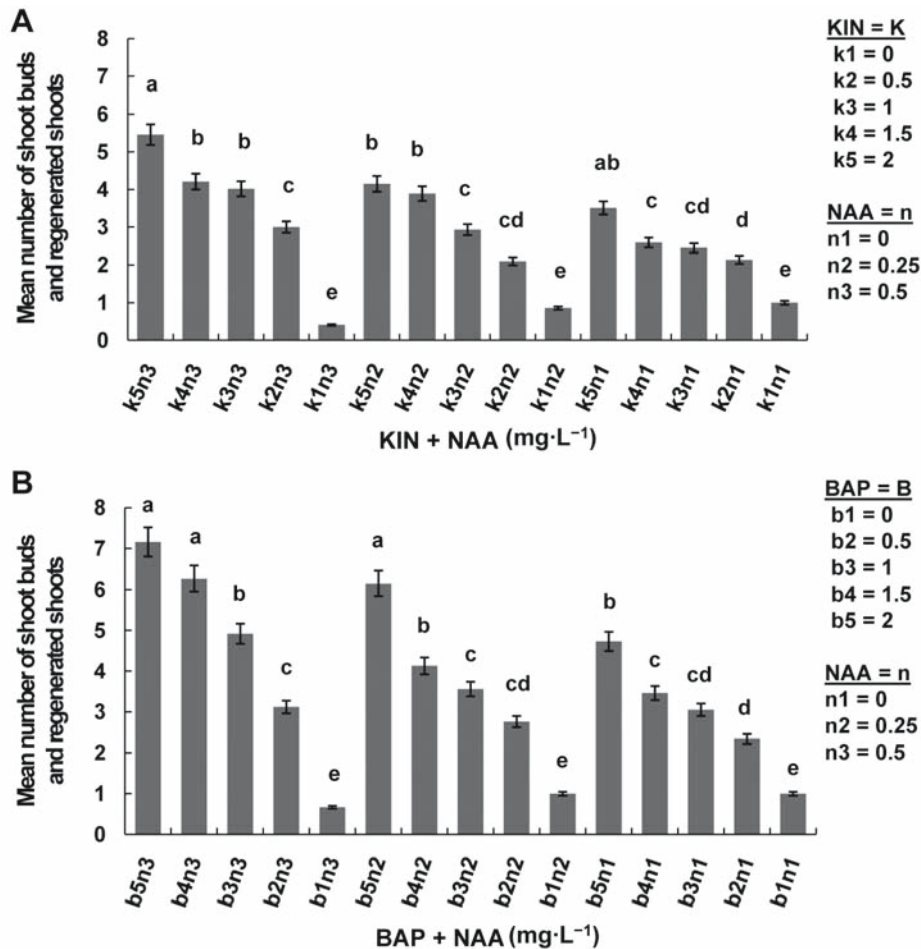 A
Mean number of shoot buds
and regenerated shoots
8
7
6
5
4
3
2
1
0
a
b
b
c
e
b
b
c
cd
e
ab
c
cd
d
e
k5n3
k4n3
k3n3
k2n3
k1n3
k5n2
k4n2
k3n2
k2n2
k1n2
k5n1
k4n1
k3n1
k2n1
k1n1
KIN + NAA (mg·L⁻¹)
KIN = K
k1 = 0
k2 = 0.5
k3 = 1
k4 = 1.5
k5 = 2
NAA = n
n1 = 0
n2 = 0.25
n3 = 0.5
B
Mean number of shoot buds
and regenerated shoots
8
7
6
5
4
3
2
1
0
a
a
b
c
e
a
b
c
cd
e
b
c
cd
d
e
b5n3
b4n3
b3n3
b2n3
b1n3
b5n2
b4n2
b3n2
b2n2
b1n2
b5n1
b4n1
b3n1
b2n1
b1n1
BAP + NAA (mg·L⁻¹)
BAP = B
b1 = 0
b2 = 0.5
b3 = 1
b4 = 1.5
b5 = 2
NAA = n
n1 = 0
n2 = 0.25
n3 = 0.5